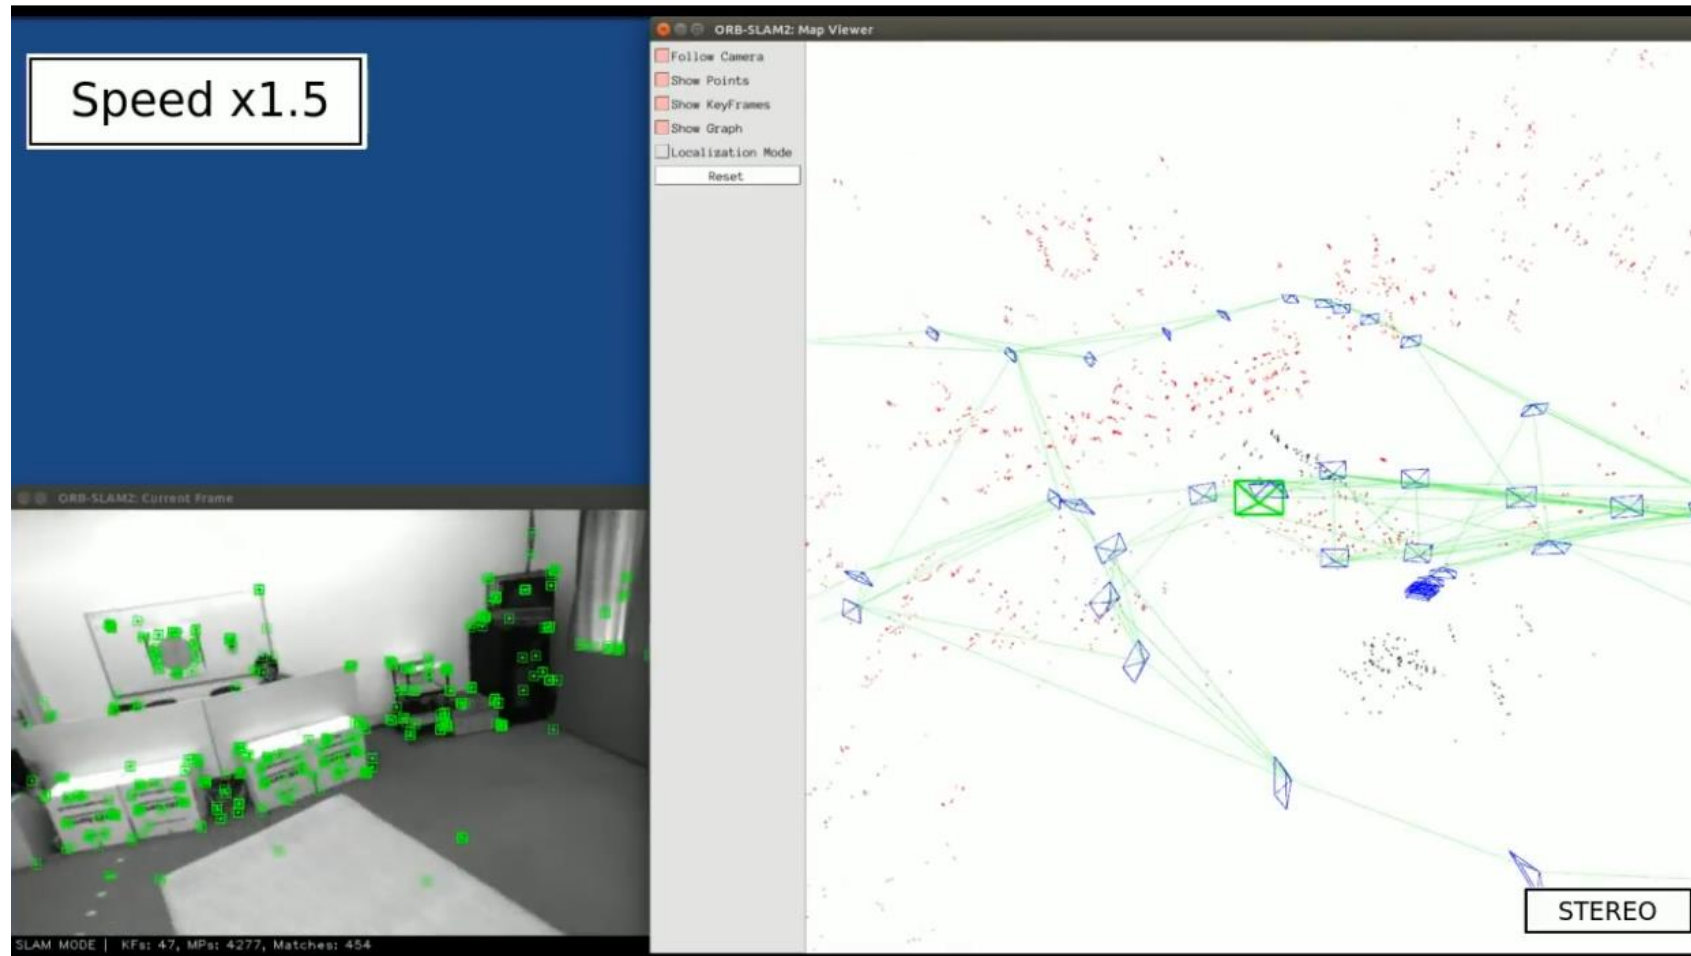 Speed x1.5
ORB-SLAM2: Map Viewer
Follow Camera
Show Points
Show KeyFrames
Show Graph
Localization Mode
Reset
ORB-SLAM2: Current Frame
SLAM MODE | KFs: 47, MPs: 4277, Matches: 454
STEREO